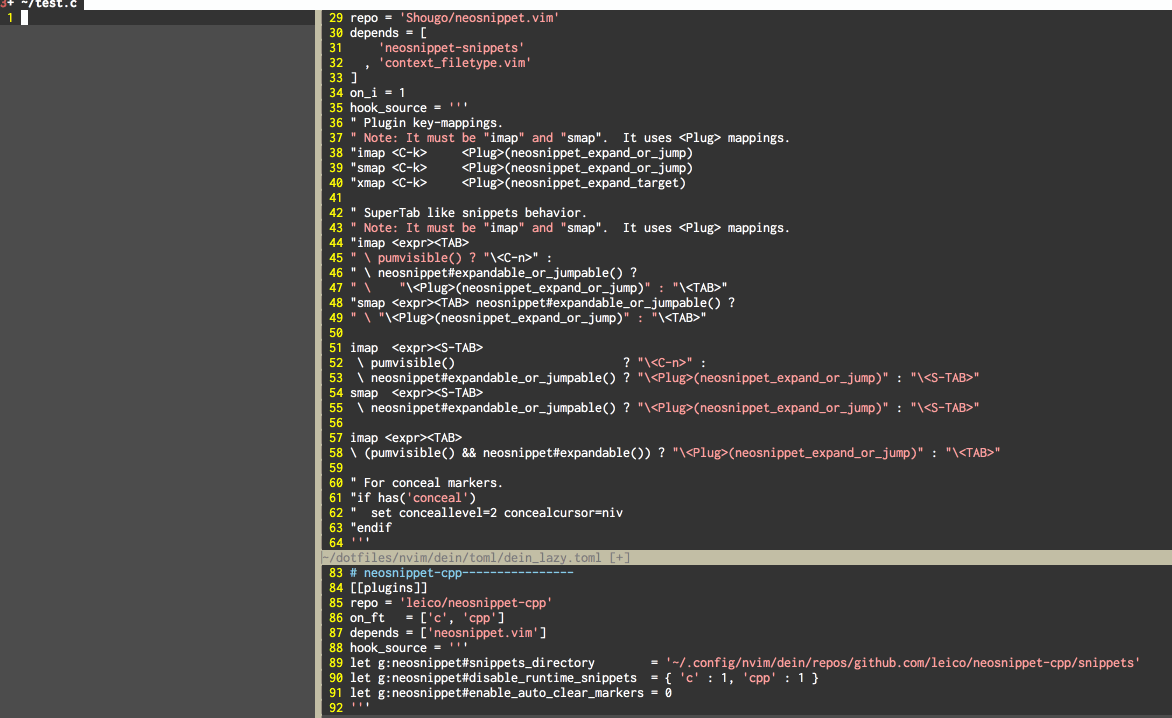 3+ ~/test.c
1
29 repo = 'Shougo/neosnippet.vim'
30 depends = [
31     'neosnippet-snippets'
32   , 'context_filetype.vim'
33 ]
34 on_i = 1
35 hook_source = '''
36 " Plugin key-mappings.
37 " Note: It must be "imap" and "smap".  It uses <Plug> mappings.
38 "imap <C-k>     <Plug>(neosnippet_expand_or_jump)
39 "smap <C-k>     <Plug>(neosnippet_expand_or_jump)
40 "xmap <C-k>     <Plug>(neosnippet_expand_target)
41
42 " SuperTab like snippets behavior.
43 " Note: It must be "imap" and "smap".  It uses <Plug> mappings.
44 "imap <expr><TAB>
45 " \ pumvisible() ? "\<C-n>" :
46 " \ neosnippet#expandable_or_jumpable() ?
47 " \    "\<Plug>(neosnippet_expand_or_jump)" : "\<TAB>"
48 "smap <expr><TAB> neosnippet#expandable_or_jumpable() ?
49 " \ "\<Plug>(neosnippet_expand_or_jump)" : "\<TAB>"
50
51 imap  <expr><S-TAB>
52  \ pumvisible()                        ? "\<C-n>" :
53  \ neosnippet#expandable_or_jumpable() ? "\<Plug>(neosnippet_expand_or_jump)" : "\<S-TAB>"
54 smap  <expr><S-TAB>
55  \ neosnippet#expandable_or_jumpable() ? "\<Plug>(neosnippet_expand_or_jump)" : "\<S-TAB>"
56
57 imap <expr><TAB>
58 \ (pumvisible() && neosnippet#expandable()) ? "\<Plug>(neosnippet_expand_or_jump)" : "\<TAB>"
59
60 " For conceal markers.
61 "if has('conceal')
62 "  set conceallevel=2 concealcursor=niv
63 "endif
64 '''
~/dotfiles/nvim/dein/toml/dein_lazy.toml [+]
83 # neosnippet-cpp----------------
84 [[plugins]]
85 repo = 'leico/neosnippet-cpp'
86 on_ft   = ['c', 'cpp']
87 depends = ['neosnippet.vim']
88 hook_source = '''
89 let g:neosnippet#snippets_directory        = '~/.config/nvim/dein/repos/github.com/leico/neosnippet-cpp/snippets'
90 let g:neosnippet#disable_runtime_snippets  = { 'c' : 1, 'cpp' : 1 }
91 let g:neosnippet#enable_auto_clear_markers = 0
92 '''